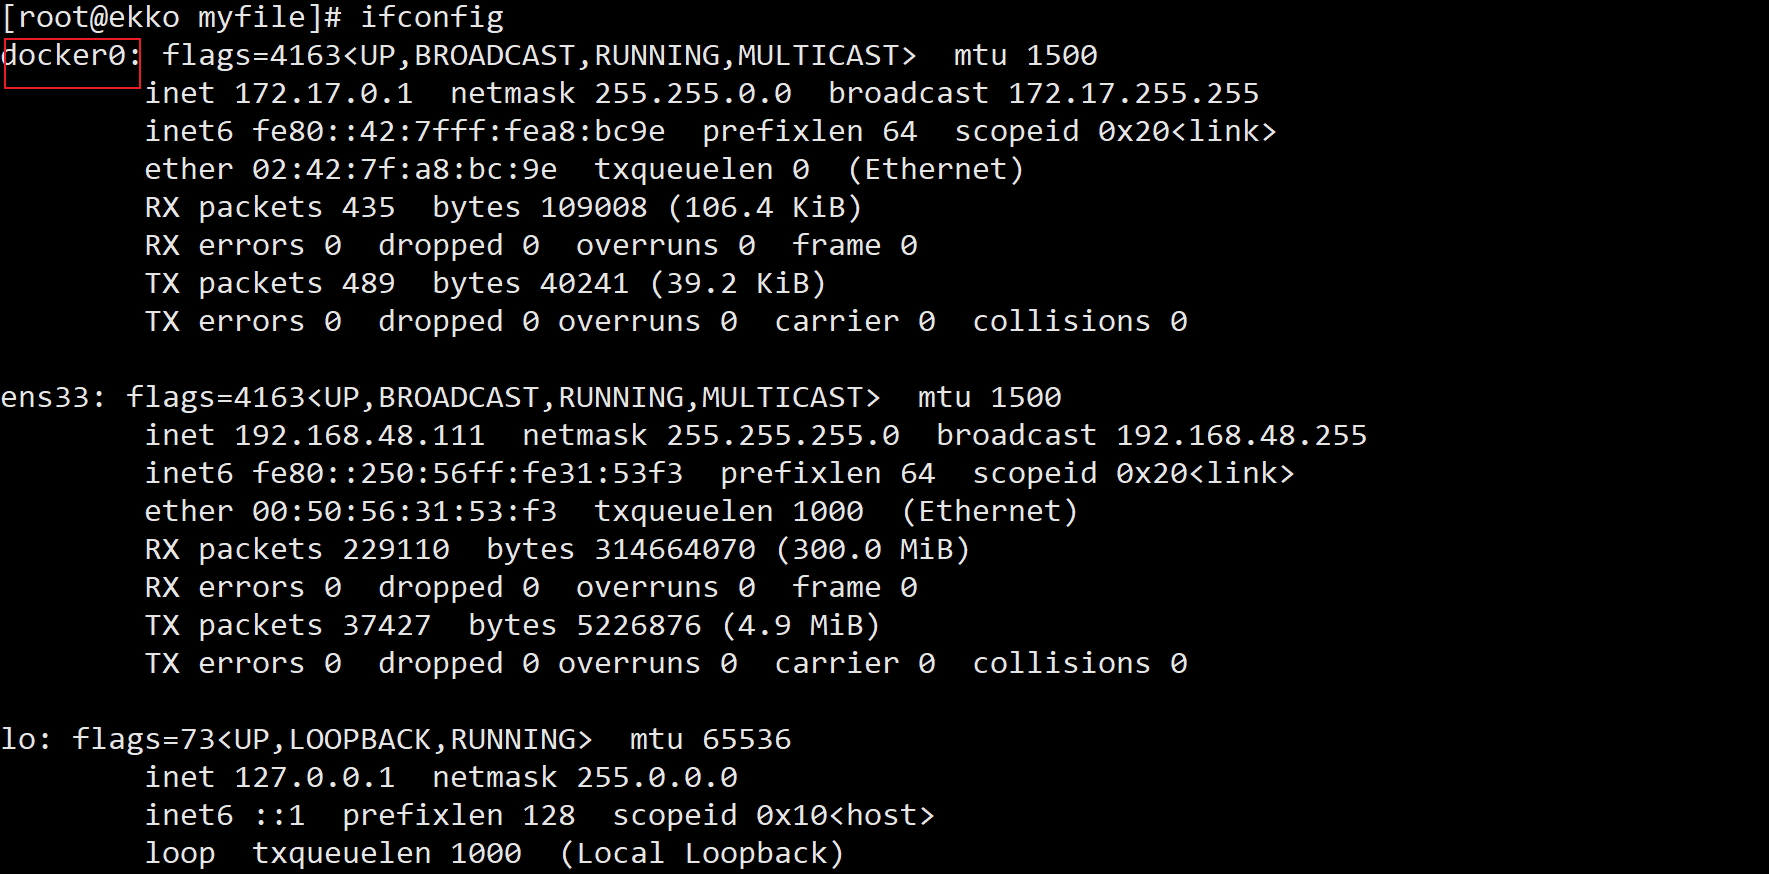 [root@ekko myfile]# ifconfig
docker0: flags=4163<UP,BROADCAST,RUNNING,MULTICAST>  mtu 1500
        inet 172.17.0.1  netmask 255.255.0.0  broadcast 172.17.255.255
        inet6 fe80::42:7fff:fea8:bc9e  prefixlen 64  scopeid 0x20<link>
        ether 02:42:7f:a8:bc:9e  txqueuelen 0  (Ethernet)
        RX packets 435  bytes 109008 (106.4 KiB)
        RX errors 0  dropped 0  overruns 0  frame 0
        TX packets 489  bytes 40241 (39.2 KiB)
        TX errors 0  dropped 0 overruns 0  carrier 0  collisions 0

ens33: flags=4163<UP,BROADCAST,RUNNING,MULTICAST>  mtu 1500
        inet 192.168.48.111  netmask 255.255.255.0  broadcast 192.168.48.255
        inet6 fe80::250:56ff:fe31:53f3  prefixlen 64  scopeid 0x20<link>
        ether 00:50:56:31:53:f3  txqueuelen 1000  (Ethernet)
        RX packets 229110  bytes 314664070 (300.0 MiB)
        RX errors 0  dropped 0  overruns 0  frame 0
        TX packets 37427  bytes 5226876 (4.9 MiB)
        TX errors 0  dropped 0 overruns 0  carrier 0  collisions 0

lo: flags=73<UP,LOOPBACK,RUNNING>  mtu 65536
        inet 127.0.0.1  netmask 255.0.0.0
        inet6 ::1  prefixlen 128  scopeid 0x10<host>
        loop  txqueuelen 1000  (Local Loopback)